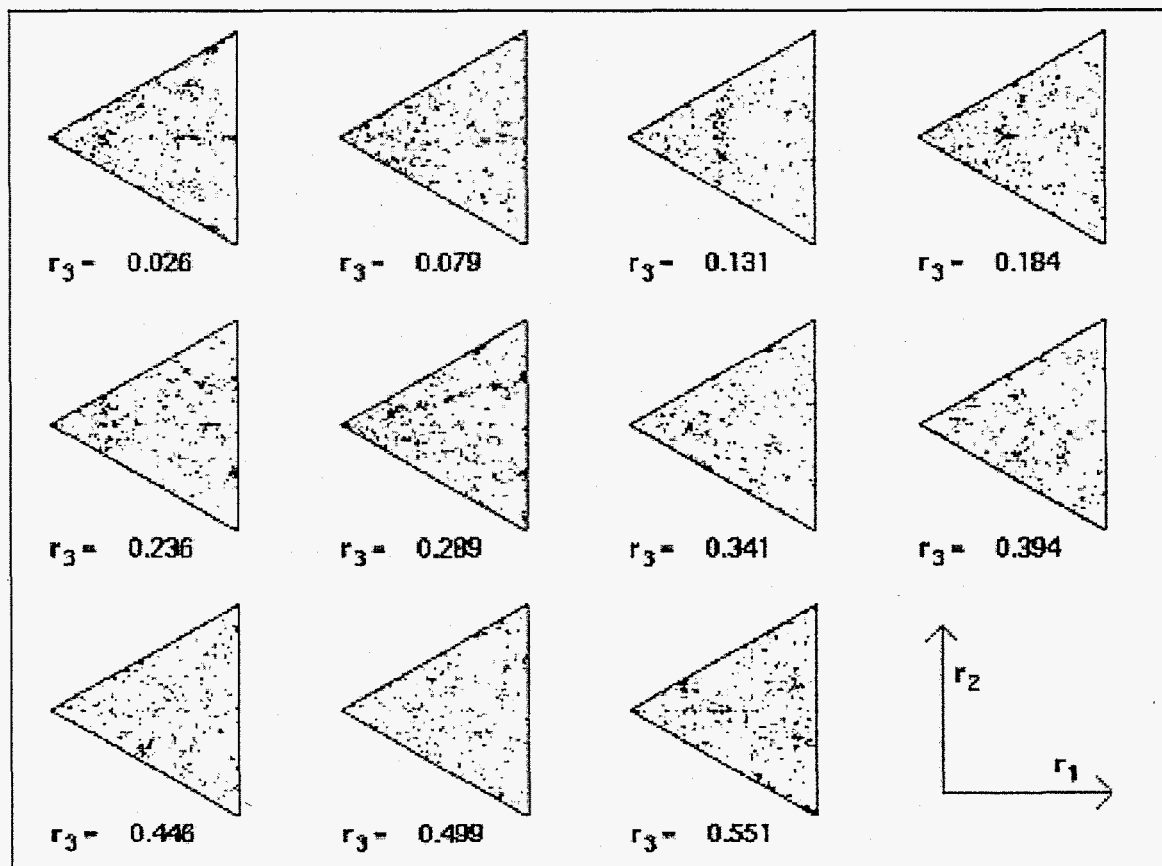 r3 = 0.026 r3 = 0.079 r3 = 0.131 r3 = 0.184
r3 = 0.236 r3 = 0.289 r3 = 0.341 r3 = 0.394
r2
r1
r3 = 0.446 r3 = 0.499 r3 = 0.551